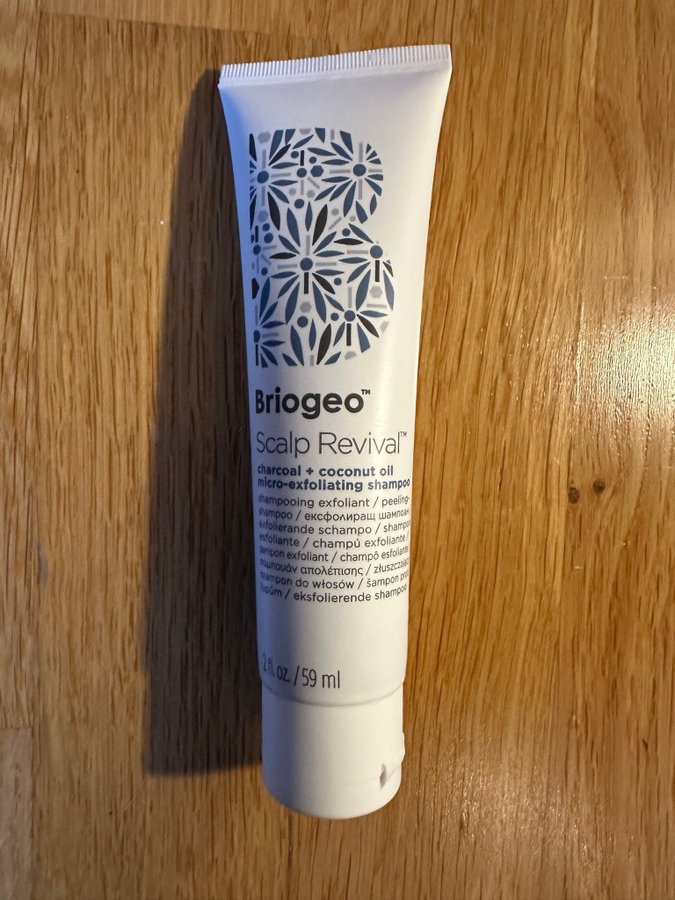 B
Briogeo™
Scalp Revival™
charcoal + coconut oil
micro-exfoliating shampoo
shampooing exfoliant / peeling-
shampoo / ексфолиращ шампоан
exfolierande schampo / shampoo
esfoliante / champú exfoliante /
șampon exfoliant / champô esfoliante
σαμπουάν απολέπισης / złuszczający
szampon do włosów / šampon proti
lupům / eksfolierende shampoo
2 fl. oz. / 59 ml